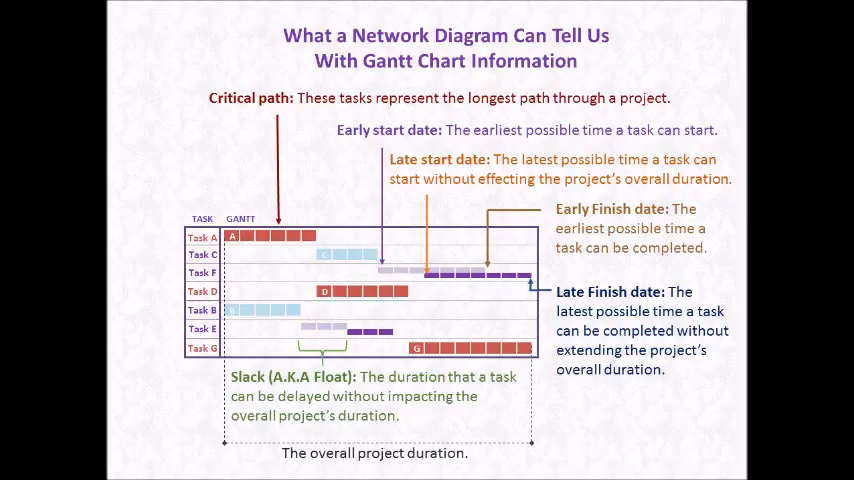 What a Network Diagram Can Tell Us
With Gantt Chart Information
Critical path: These tasks represent the longest path through a project.
Early start date: The earliest possible time a task can start.
Late start date: The latest possible time a task can
start without effecting the project's overall duration.
Early Finish date: The
earliest possible time a
task can be completed.
TASK GANTT
Task A A
Task C C
Task F
Task D D
Task B B
Task E
Task G G
Late Finish date: The
latest possible time a task
can be completed without
extending the project's
overall duration.
Slack (A.K.A Float): The duration that a task
can be delayed without impacting the
overall project's duration.
The overall project duration.